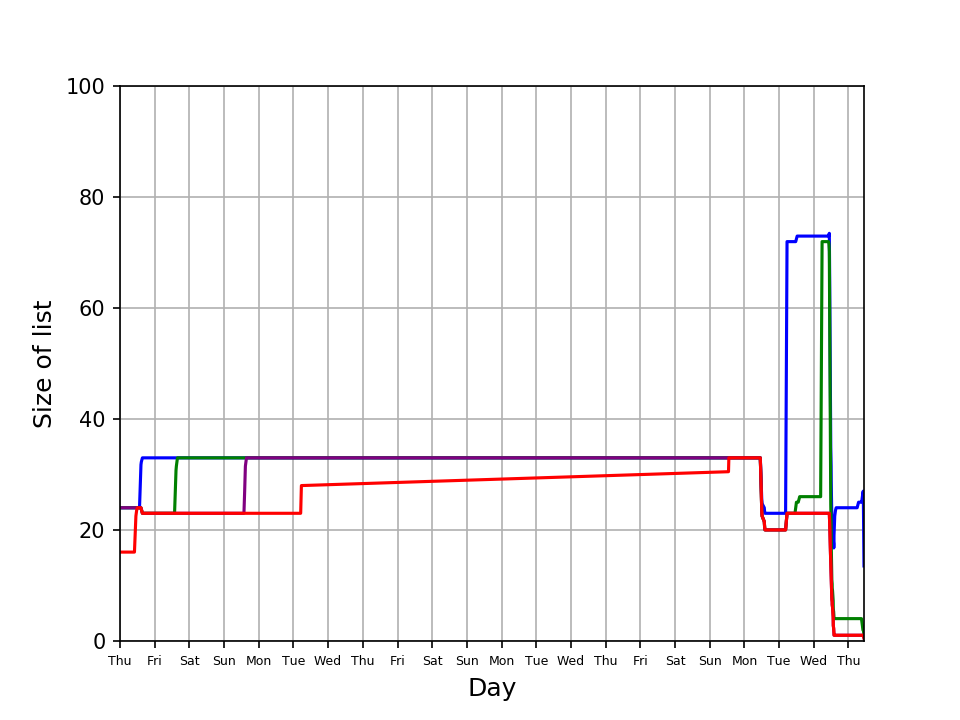 100
80
60
40
20
0
Size of list
Thu Fri Sat Sun Mon Tue Wed Thu Fri Sat Sun Mon Tue Wed Thu Fri Sat Sun Mon Tue Wed Thu
Day